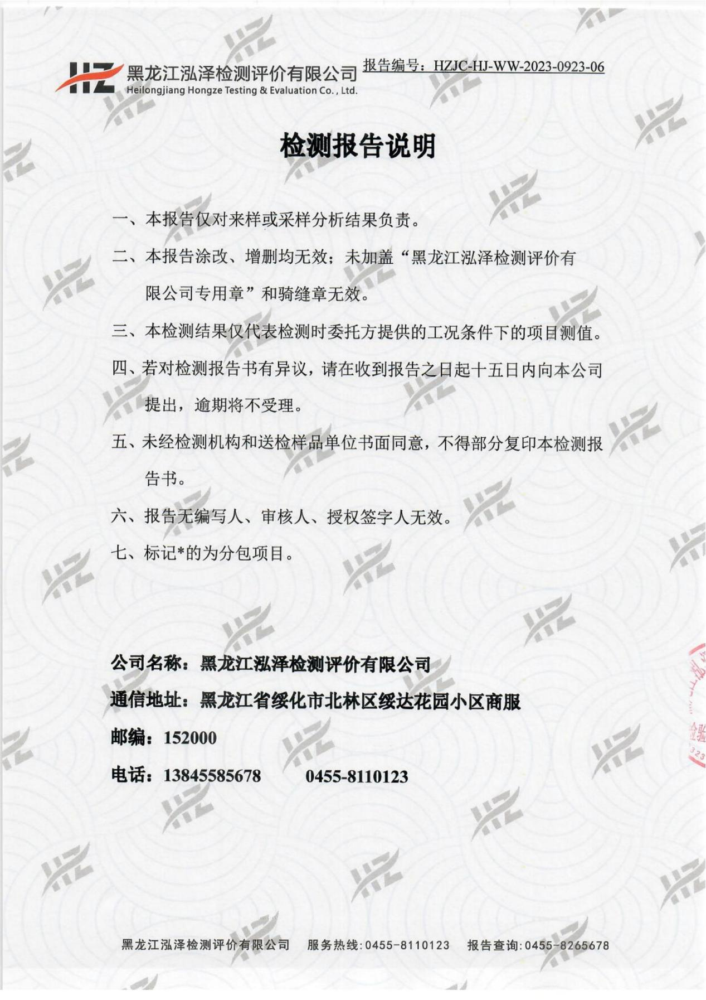 HZ 黑龙江泓泽检测评价有限公司 报告编号：HZJC-HJ-WW-2023-0923-06
Heilongjiang Hongze Testing & Evaluation Co., Ltd.
检测报告说明
一、本报告仅对来样或采样分析结果负责。
二、本报告涂改、增删均无效；未加盖“黑龙江泓泽检测评价有
限公司专用章”和骑缝章无效。
三、本检测结果仅代表检测时委托方提供的工况条件下的项目测值。
四、若对检测报告书有异议，请在收到报告之日起十五日内向本公司
提出，逾期将不受理。
五、未经检测机构和送检样品单位书面同意，不得部分复印本检测报
告书。
六、报告无编写人、审核人、授权签字人无效。
七、标记*的为分包项目。
公司名称：黑龙江泓泽检测评价有限公司
通信地址：黑龙江省绥化市北林区绥达花园小区商服
邮编：152000
电话：13845585678 0455-8110123
检验
323
黑龙江泓泽检测评价有限公司 服务热线:0455-8110123 报告查询:0455-8265678